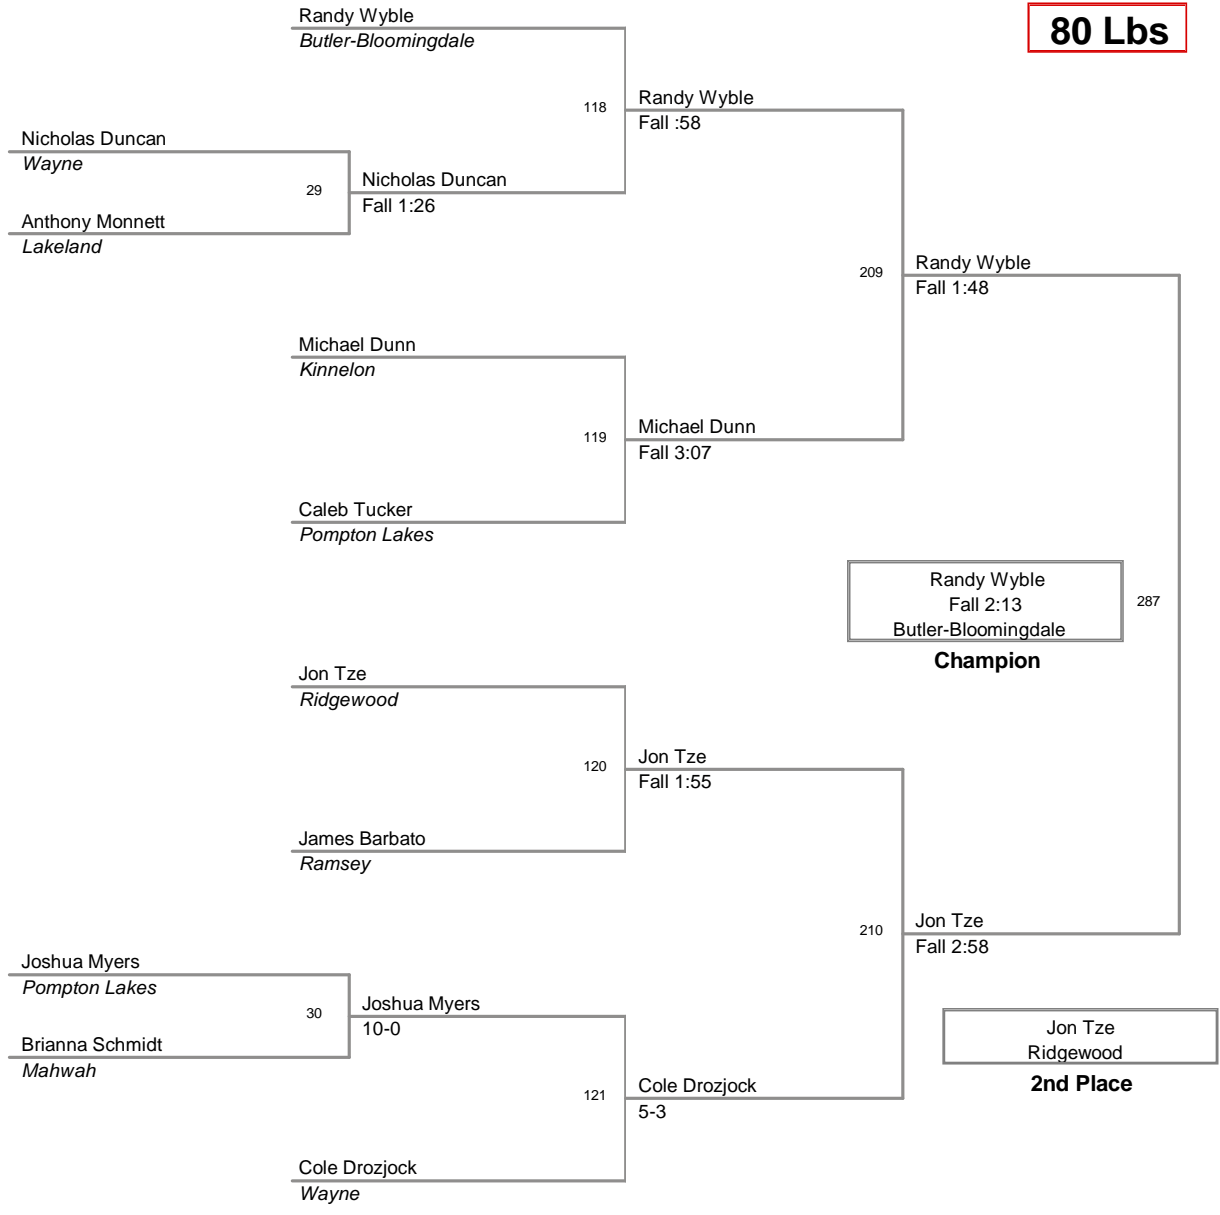 Randy Wyble
Butler-Bloomingdale
80 Lbs
118
Randy Wyble
Fall :58
Nicholas Duncan
Wayne
29
Nicholas Duncan
Fall 1:26
Anthony Monnett
Lakeland
209
Randy Wyble
Fall 1:48
Michael Dunn
Kinnelon
119
Michael Dunn
Fall 3:07
Caleb Tucker
Pompton Lakes
Randy Wyble
Fall 2:13
Butler-Bloomingdale
287
Champion
Jon Tze
Ridgewood
120
Jon Tze
Fall 1:55
James Barbato
Ramsey
210
Jon Tze
Fall 2:58
Joshua Myers
Pompton Lakes
30
Joshua Myers
10-0
Brianna Schmidt
Mahwah
Jon Tze
Ridgewood
2nd Place
121
Cole Drozjock
5-3
Cole Drozjock
Wayne